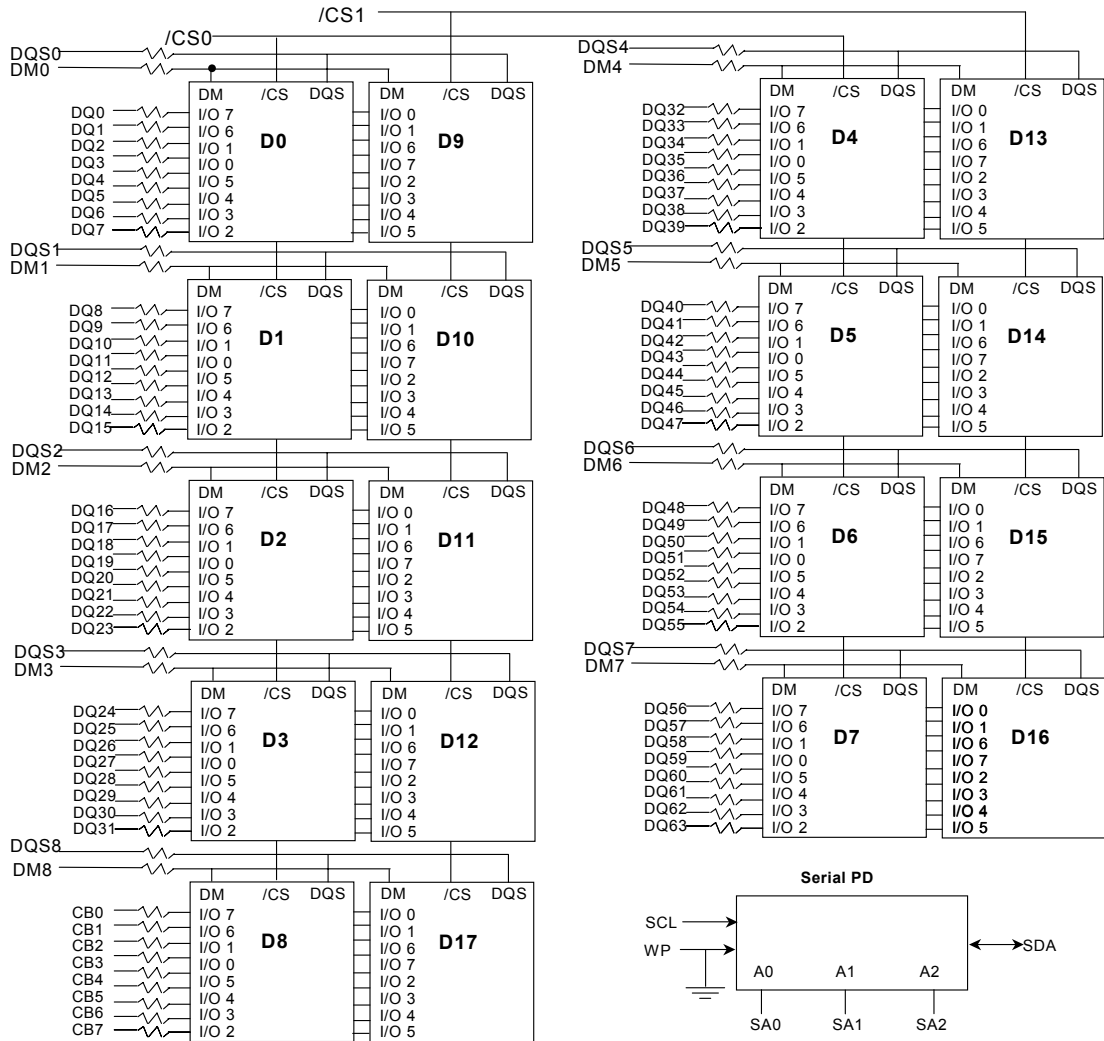 /CS1
/CS0
DQS0
DM0
DM /CS DQS
DM /CS DQS
D0
D9
DQ0 I/O 7 I/O 0
DQ1 I/O 6 I/O 1
DQ2 I/O 1 I/O 6
DQ3 I/O 0 I/O 7
DQ4 I/O 5 I/O 2
DQ5 I/O 4 I/O 3
DQ6 I/O 3 I/O 4
DQ7 I/O 2 I/O 5
DQS1
DM1
DM /CS DQS
DM /CS DQS
D1
D10
DQ8 I/O 7 I/O 0
DQ9 I/O 6 I/O 1
DQ10 I/O 1 I/O 6
DQ11 I/O 0 I/O 7
DQ12 I/O 5 I/O 2
DQ13 I/O 4 I/O 3
DQ14 I/O 3 I/O 4
DQ15 I/O 2 I/O 5
DQS2
DM2
DM /CS DQS
DM /CS DQS
D2
D11
DQ16 I/O 7 I/O 0
DQ17 I/O 6 I/O 1
DQ18 I/O 1 I/O 6
DQ19 I/O 0 I/O 7
DQ20 I/O 5 I/O 2
DQ21 I/O 4 I/O 3
DQ22 I/O 3 I/O 4
DQ23 I/O 2 I/O 5
DQS3
DM3
DM /CS DQS
DM /CS DQS
D3
D12
DQ24 I/O 7 I/O 0
DQ25 I/O 6 I/O 1
DQ26 I/O 1 I/O 6
DQ27 I/O 0 I/O 7
DQ28 I/O 5 I/O 2
DQ29 I/O 4 I/O 3
DQ30 I/O 3 I/O 4
DQ31 I/O 2 I/O 5
DQS8
DM8
DM /CS DQS
DM /CS DQS
D8
D17
CB0 I/O 7 I/O 0
CB1 I/O 6 I/O 1
CB2 I/O 1 I/O 6
CB3 I/O 0 I/O 7
CB4 I/O 5 I/O 2
CB5 I/O 4 I/O 3
CB6 I/O 3 I/O 4
CB7 I/O 2 I/O 5
DQS4
DM4
DM /CS DQS
DM /CS DQS
D4
D13
DQ32 I/O 7 I/O 0
DQ33 I/O 6 I/O 1
DQ34 I/O 1 I/O 6
DQ35 I/O 0 I/O 7
DQ36 I/O 5 I/O 2
DQ37 I/O 4 I/O 3
DQ38 I/O 3 I/O 4
DQ39 I/O 2 I/O 5
DQS5
DM5
DM /CS DQS
DM /CS DQS
D5
D14
DQ40 I/O 7 I/O 0
DQ41 I/O 6 I/O 1
DQ42 I/O 1 I/O 6
DQ43 I/O 0 I/O 7
DQ44 I/O 5 I/O 2
DQ45 I/O 4 I/O 3
DQ46 I/O 3 I/O 4
DQ47 I/O 2 I/O 5
DQS6
DM6
DM /CS DQS
DM /CS DQS
D6
D15
DQ48 I/O 7 I/O 0
DQ49 I/O 6 I/O 1
DQ50 I/O 1 I/O 6
DQ51 I/O 0 I/O 7
DQ52 I/O 5 I/O 2
DQ53 I/O 4 I/O 3
DQ54 I/O 3 I/O 4
DQ55 I/O 2 I/O 5
DQS7
DM7
DM /CS DQS
DM /CS DQS
D7
D16
DQ56 I/O 7 I/O 0
DQ57 I/O 6 I/O 1
DQ58 I/O 1 I/O 6
DQ59 I/O 0 I/O 7
DQ60 I/O 5 I/O 2
DQ61 I/O 4 I/O 3
DQ62 I/O 3 I/O 4
DQ63 I/O 2 I/O 5
Serial PD
SCL
WP
SDA
A0 A1 A2
SA0 SA1 SA2